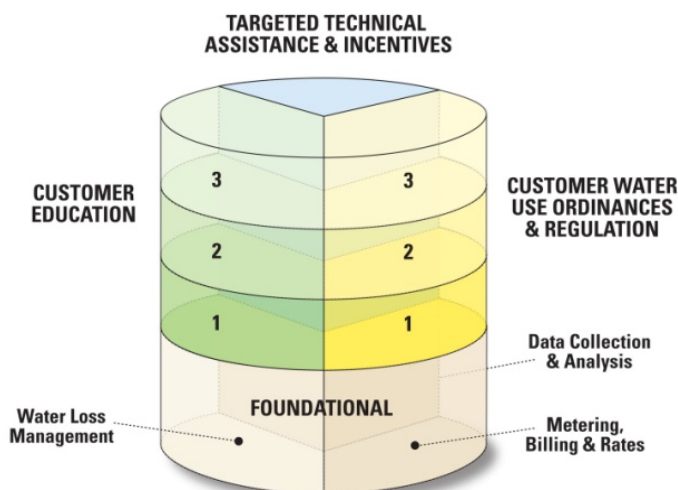 TARGETED TECHNICAL
ASSISTANCE & INCENTIVES
CUSTOMER
EDUCATION
3
3
CUSTOMER WATER
USE ORDINANCES
& REGULATION
2
2
1
1
Data Collection
& Analysis
FOUNDATIONAL
Water Loss
Management
Metering,
Billing & Rates